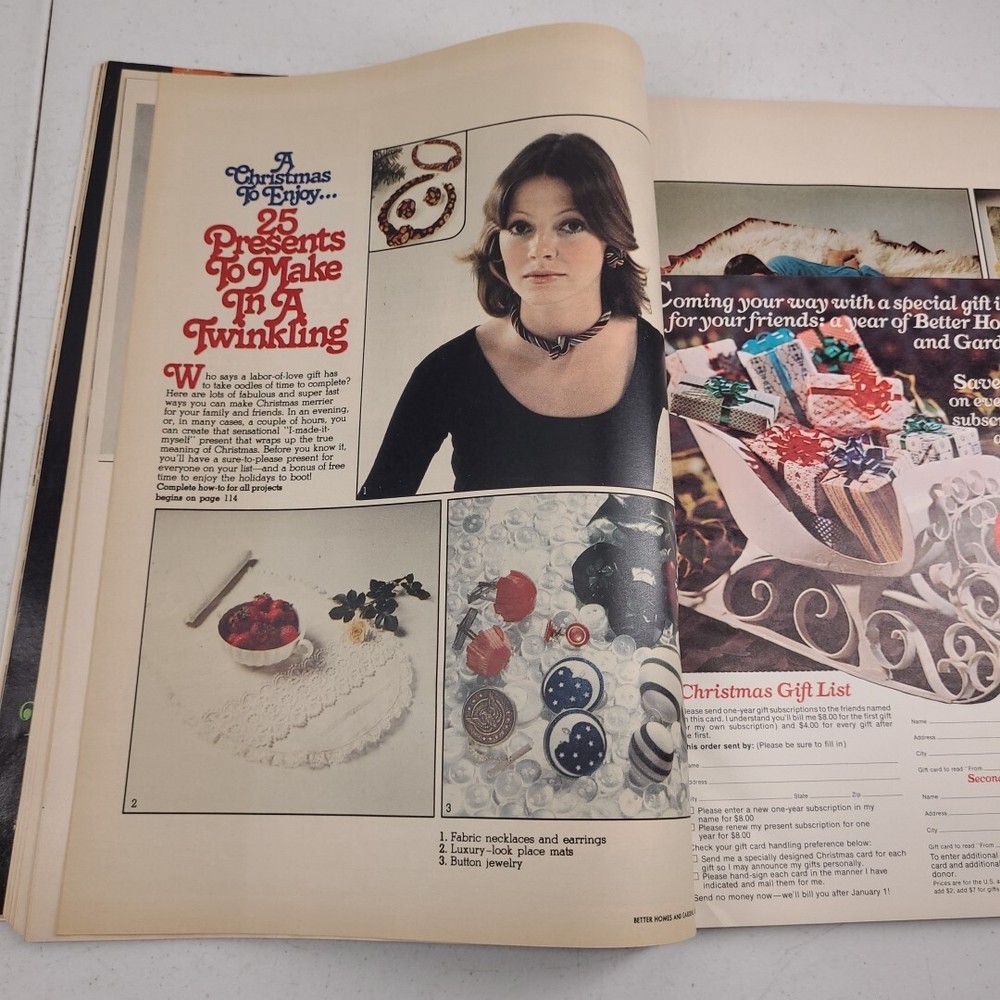 A
Christmas
To Enjoy...
25
Presents
To Make
In A
Twinkling
Who says a labor-of-love gift has
to take oodles of time to complete?
Here are lots of fabulous and super fast
ways you can make Christmas merrier
for your family and friends. In an evening,
or, in many cases, a couple of hours, you
can create that sensational "I-made-it-
myself" present that wraps up the true
meaning of Christmas. Before you know it,
you'll have a sure-to-please present for
everyone on your list—and a bonus of free
time to enjoy the holidays to boot!
Complete how-to for all projects
begins on page 114
1
2
3
1. Fabric necklaces and earrings
2. Luxury-look place mats
3. Button jewelry
BETTER HOMES AND
Coming your way with a special gift
for your friends: a year of Better
and
Save
on
Christmas Gift List
send one-year gift subscriptions to the friends named
this card. I understand you'll bill me $8.00 for the first gift
my own subscription) and $4.00 for every gift after
first.
this order sent by: (Please be sure to fill in)
State Zip
Please enter a new one-year subscription in my
name for $8.00
Please renew my present subscription for one
year for $8.00
Check your gift card handling preference below:
Send me a specially designed Christmas card for each
gift so I may announce my gifts personally.
Please hand-sign each card in the manner I have
indicated and mail them for me.
Send no money now—we'll bill you after January 1!
Name
Address
City
Gift card to read "From
Name
Address
City
Gift card to read "From
To enter additional
card and
donor.
Prices are for the U.S.
add $2; add $7 for gifts